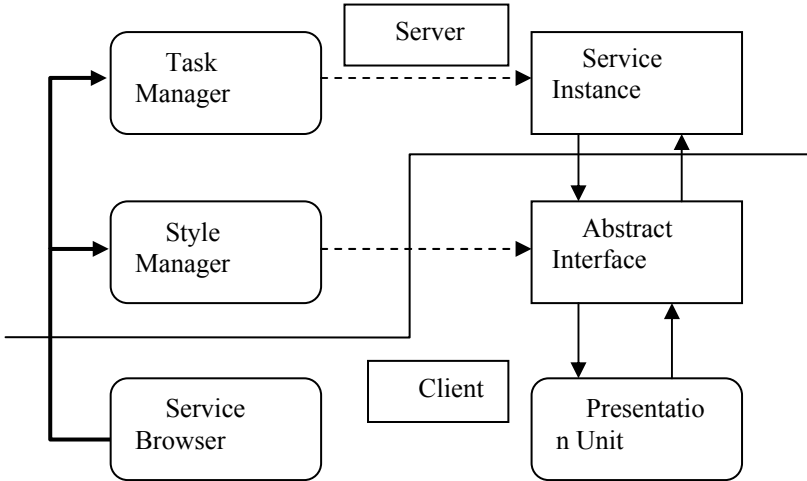 Server
Task
Manager
Service
Instance
Style
Manager
Abstract
Interface
Client
Service
Browser
Presentatio
n Unit